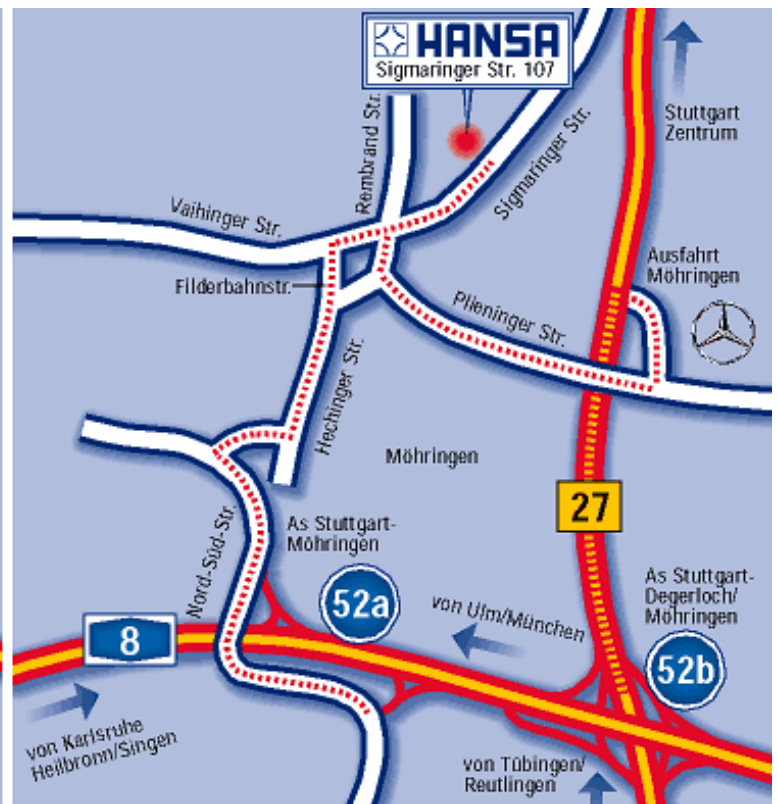 HANSA
Sigmaringer Str. 107
Stuttgart
Zentrum
Rembrand Str.
Sigmaringer Str.
Vaihinger Str.
Ausfahrt
Möhringen
Filderbahnstr.
Plieninger Str.
Hechinger Str.
Möhringen
27
As Stuttgart-
Möhringen
Nord-Süd-Str.
52a
von Ulm/München
As Stuttgart-
Degerloch/
Möhringen
8
52b
von Karlsruhe
Heilbronn/Singen
von Tübingen/
Reutlingen